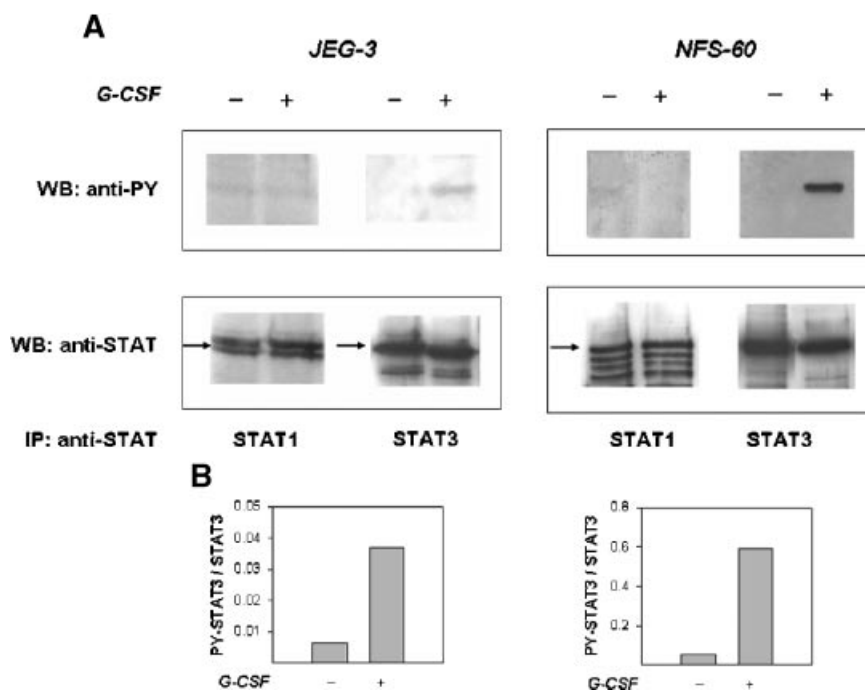 A
JEG-3 NFS-60
G-CSF – + – + – + – +
WB: anti-PY
WB: anti-STAT
IP: anti-STAT STAT1 STAT3 STAT1 STAT3
B
PY-STAT3 / STAT3
0.05
0.04
0.03
0.02
0.01
G-CSF – +
PY-STAT3 / STAT3
0.8
0.6
0.4
0.2
G-CSF – +